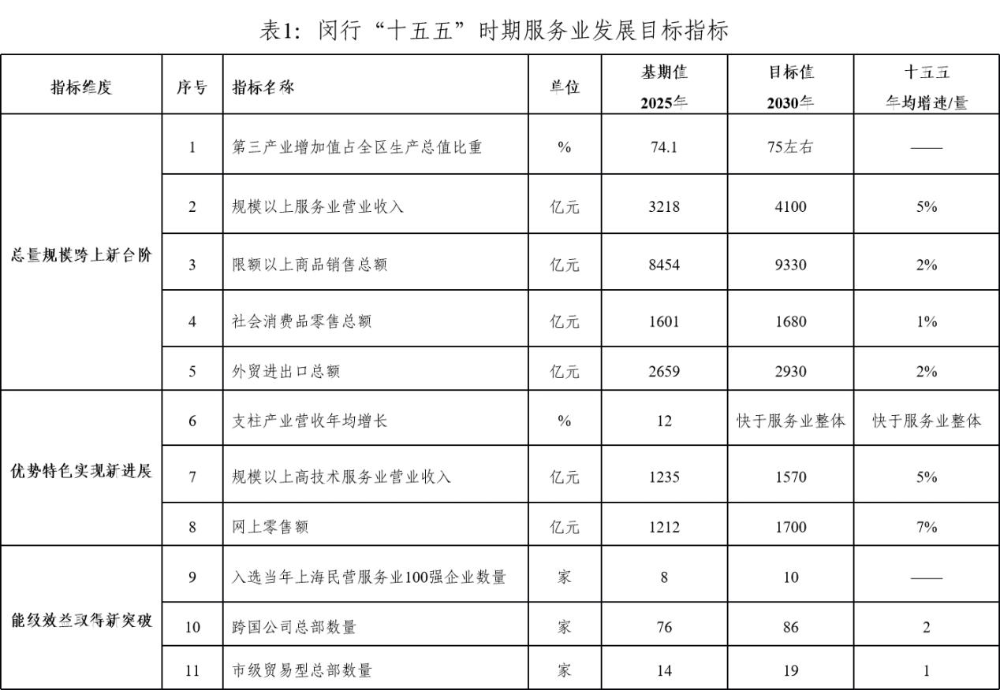 表1：闵行“十五五”时期服务业发展目标指标
指标维度 序号 指标名称 单位 基期值 2025年 目标值 2030年 十五五 年均增速/量
总量规模跨上新台阶
1 第三产业增加值占全区生产总值比重 % 74.1 75左右 ——
2 规模以上服务业营业收入 亿元 3218 4100 5%
3 限额以上商品销售总额 亿元 8454 9330 2%
4 社会消费品零售总额 亿元 1601 1680 1%
5 外贸进出口总额 亿元 2659 2930 2%
优势特色实现新进展
6 支柱产业营收年均增长 % 12 快于服务业整体 快于服务业整体
7 规模以上高技术服务业营业收入 亿元 1235 1570 5%
8 网上零售额 亿元 1212 1700 7%
能级效益取得新突破
9 入选当年上海民营服务业100强企业数量 家 8 10 ——
10 跨国公司总部数量 家 76 86 2
11 市级贸易型总部数量 家 14 19 1